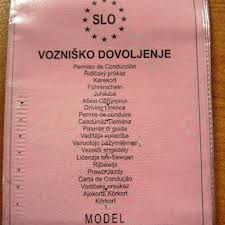 SLO
VOZNIŠKO DOVOLJENJE
Permiso de Conducción
Řidičský průkaz
Kørekort
Führerschein
Juhiluba
Driving Licence
Permis de conduire
Ceadúnas Tiomána
Patente di guida
Vadītāja apliecība
Vairuotojo pažymėjimas
Vezetői engedély
Liċenzja tas-Sewqan
Rijbewijs
Prawo Jazdy
Carta de Condução
Vodičský preukaz
Ajokortti Körkort
Körkort
MODEL